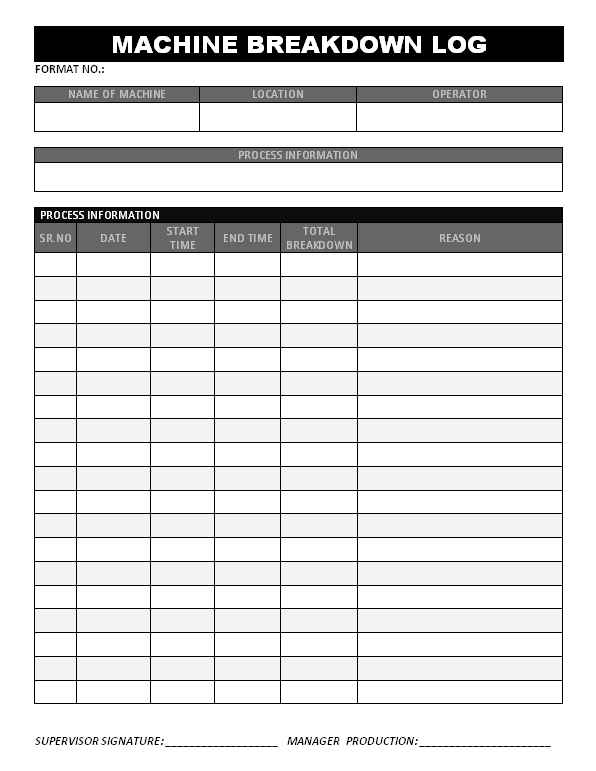 MACHINE BREAKDOWN LOG
FORMAT NO.:
NAME OF MACHINE LOCATION OPERATOR
PROCESS INFORMATION
PROCESS INFORMATION
SR.NO DATE START TIME END TIME TOTAL BREAKDOWN REASON
SUPERVISOR SIGNATURE:___________________ MANAGER PRODUCTION:______________________